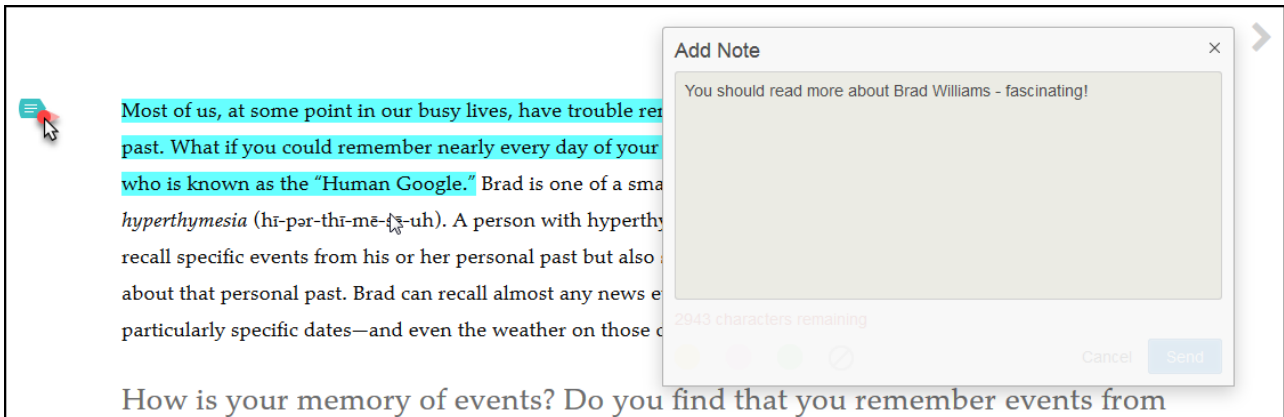 Add Note
You should read more about Brad Williams - fascinating!
2943 characters remaining
Cancel
Send
Most of us, at some point in our busy lives, have trouble
past. What if you could remember nearly every day of your
who is known as the “Human Google.” Brad is one of a
hyperthymesia (hī-pər-thī-mē- -uh). A person with
recall specific events from his or her personal past but also
about that personal past. Brad can recall almost any news
particularly specific dates—and even the weather on those
How is your memory of events? Do you find that you remember events from